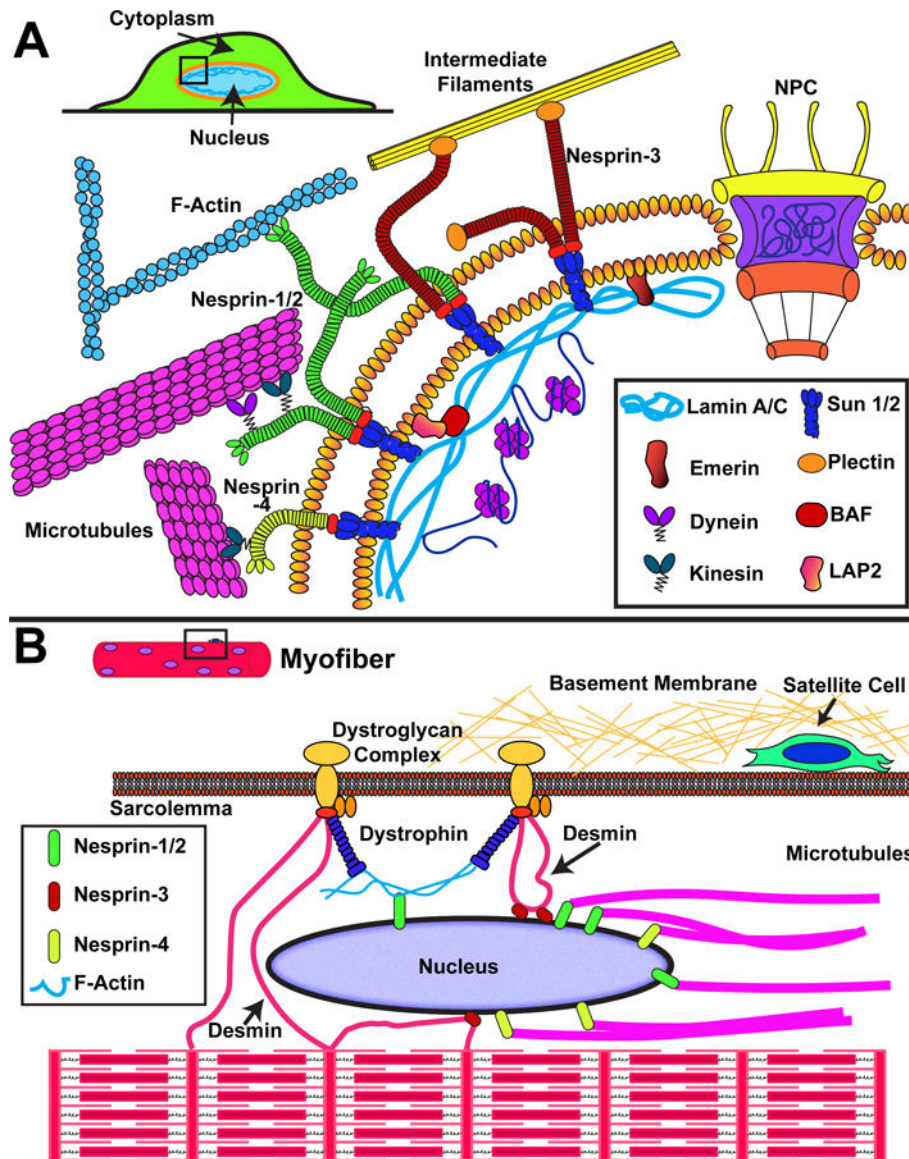 A
Cytoplasm
Nucleus
Intermediate
Filaments
NPC
Nesprin-3
F-Actin
Nesprin-1/2
Nesprin
-4
Microtubules
Lamin A/C
Sun 1/2
Emerin
Plectin
Dynein
BAF
Kinesin
LAP2
B
Myofiber
Basement Membrane
Satellite Cell
Dystroglycan
Complex
Sarcolemma
Dystrophin
Desmin
Microtubules
Nesprin-1/2
Nesprin-3
Nesprin-4
F-Actin
Nucleus
Desmin